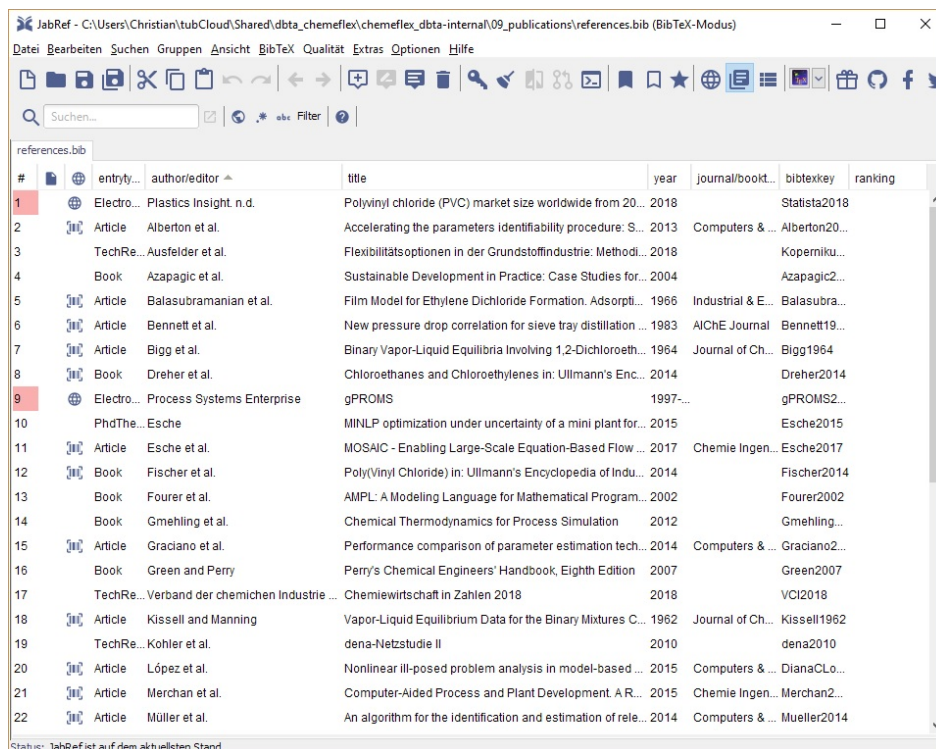 JabRef - C:\Users\Christian\tubCloud\Shared\dbta_chemeflex\chemeflex_dbta-internal\09_publications\references.bib (BibTeX-Modus)
Datei Bearbeiten Suchen Gruppen Ansicht BibTeX Qualität Extras Optionen Hilfe
Suchen... abc Filter
references.bib
# entryty... author/editor title year journal/bookt... bibtexkey ranking
1 Electro... Plastics Insight. n.d. Polyvinyl chloride (PVC) market size worldwide from 20... 2018 Statista2018
2 Article Alberton et al. Accelerating the parameters identifiability procedure: S... 2013 Computers & ... Alberton20...
3 TechRe... Ausfelder et al. Flexibilitätsoptionen in der Grundstoffindustrie: Methodi... 2018 Koperniku...
4 Book Azapagic et al. Sustainable Development in Practice: Case Studies for... 2004 Azapagic2...
5 Article Balasubramanian et al. Film Model for Ethylene Dichloride Formation. Adsorpti... 1966 Industrial & E... Balasubra...
6 Article Bennett et al. New pressure drop correlation for sieve tray distillation ... 1983 AIChE Journal Bennett19...
7 Article Bigg et al. Binary Vapor-Liquid Equilibria Involving 1,2-Dichloroeth... 1964 Journal of Ch... Bigg1964
8 Book Dreher et al. Chloroethanes and Chloroethylenes in: Ullmann's Enc... 2014 Dreher2014
9 Electro... Process Systems Enterprise gPROMS 1997-... gPROMS2...
10 PhdThe... Esche MINLP optimization under uncertainty of a mini plant for... 2015 Esche2015
11 Article Esche et al. MOSAIC - Enabling Large-Scale Equation-Based Flow ... 2017 Chemie Ingen... Esche2017
12 Book Fischer et al. Poly(Vinyl Chloride) in: Ullmann's Encyclopedia of Indu... 2014 Fischer2014
13 Book Fourer et al. AMPL: A Modeling Language for Mathematical Program... 2002 Fourer2002
14 Book Gmehling et al. Chemical Thermodynamics for Process Simulation 2012 Gmehling...
15 Article Graciano et al. Performance comparison of parameter estimation tech... 2014 Computers & ... Graciano2...
16 Book Green and Perry Perry's Chemical Engineers' Handbook, Eighth Edition 2007 Green2007
17 TechRe... Verband der chemichen Industrie ... Chemiewirtschaft in Zahlen 2018 2018 VCI2018
18 Article Kissell and Manning Vapor-Liquid Equilibrium Data for the Binary Mixtures C... 1962 Journal of Ch... Kissell1962
19 TechRe... Kohler et al. dena-Netzstudie II 2010 dena2010
20 Article López et al. Nonlinear ill-posed problem analysis in model-based ... 2015 Computers & ... DianaCLo...
21 Article Merchan et al. Computer-Aided Process and Plant Development. A R... 2015 Chemie Ingen... Merchan2...
22 Article Müller et al. An algorithm for the identification and estimation of rele... 2014 Computers & ... Mueller2014
Status: JabRef ist auf dem aktuellsten Stand